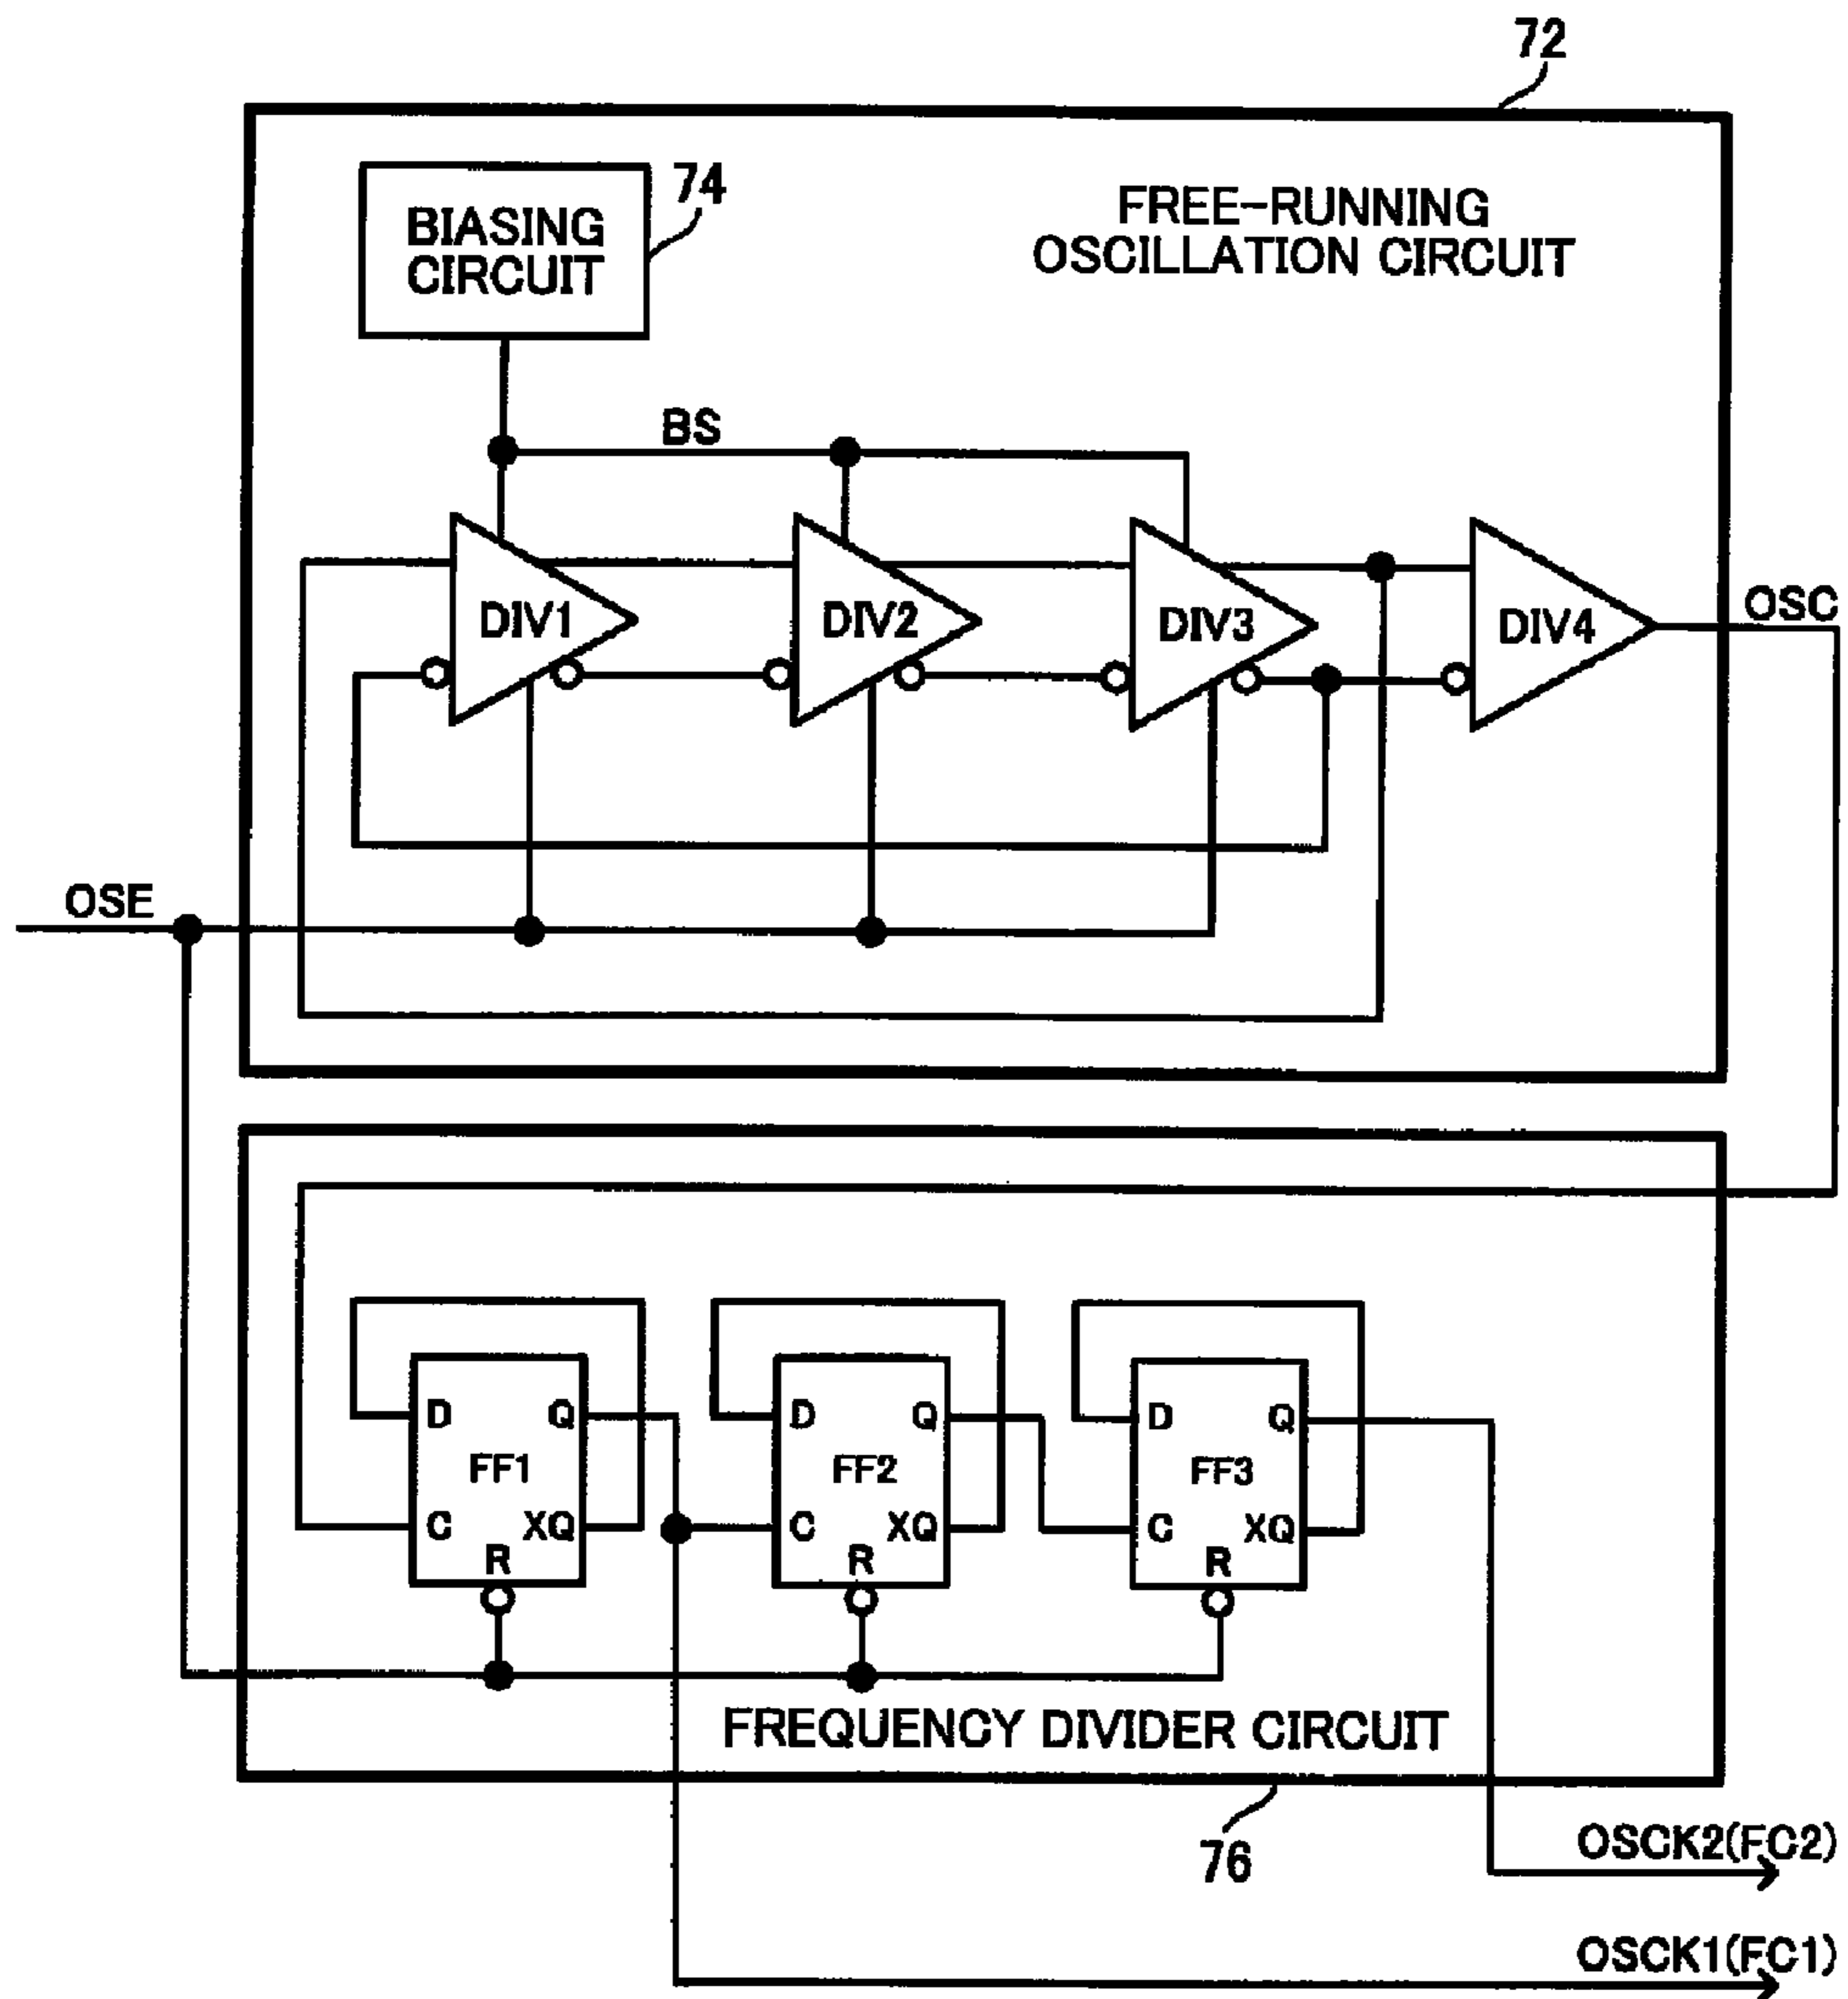 72
BIASING
CIRCUIT
74
FREE-RUNNING
OSCILLATION CIRCUIT
BS
DIV1
DIV2
DIV3
DIV4
OSC
OSE
D
Q
FF1
C
XQ
R
D
Q
FF2
C
XQ
R
D
Q
FF3
C
XQ
R
FREQUENCY DIVIDER CIRCUIT
76
OSCK2(FC2)
OSCK1(FC1)